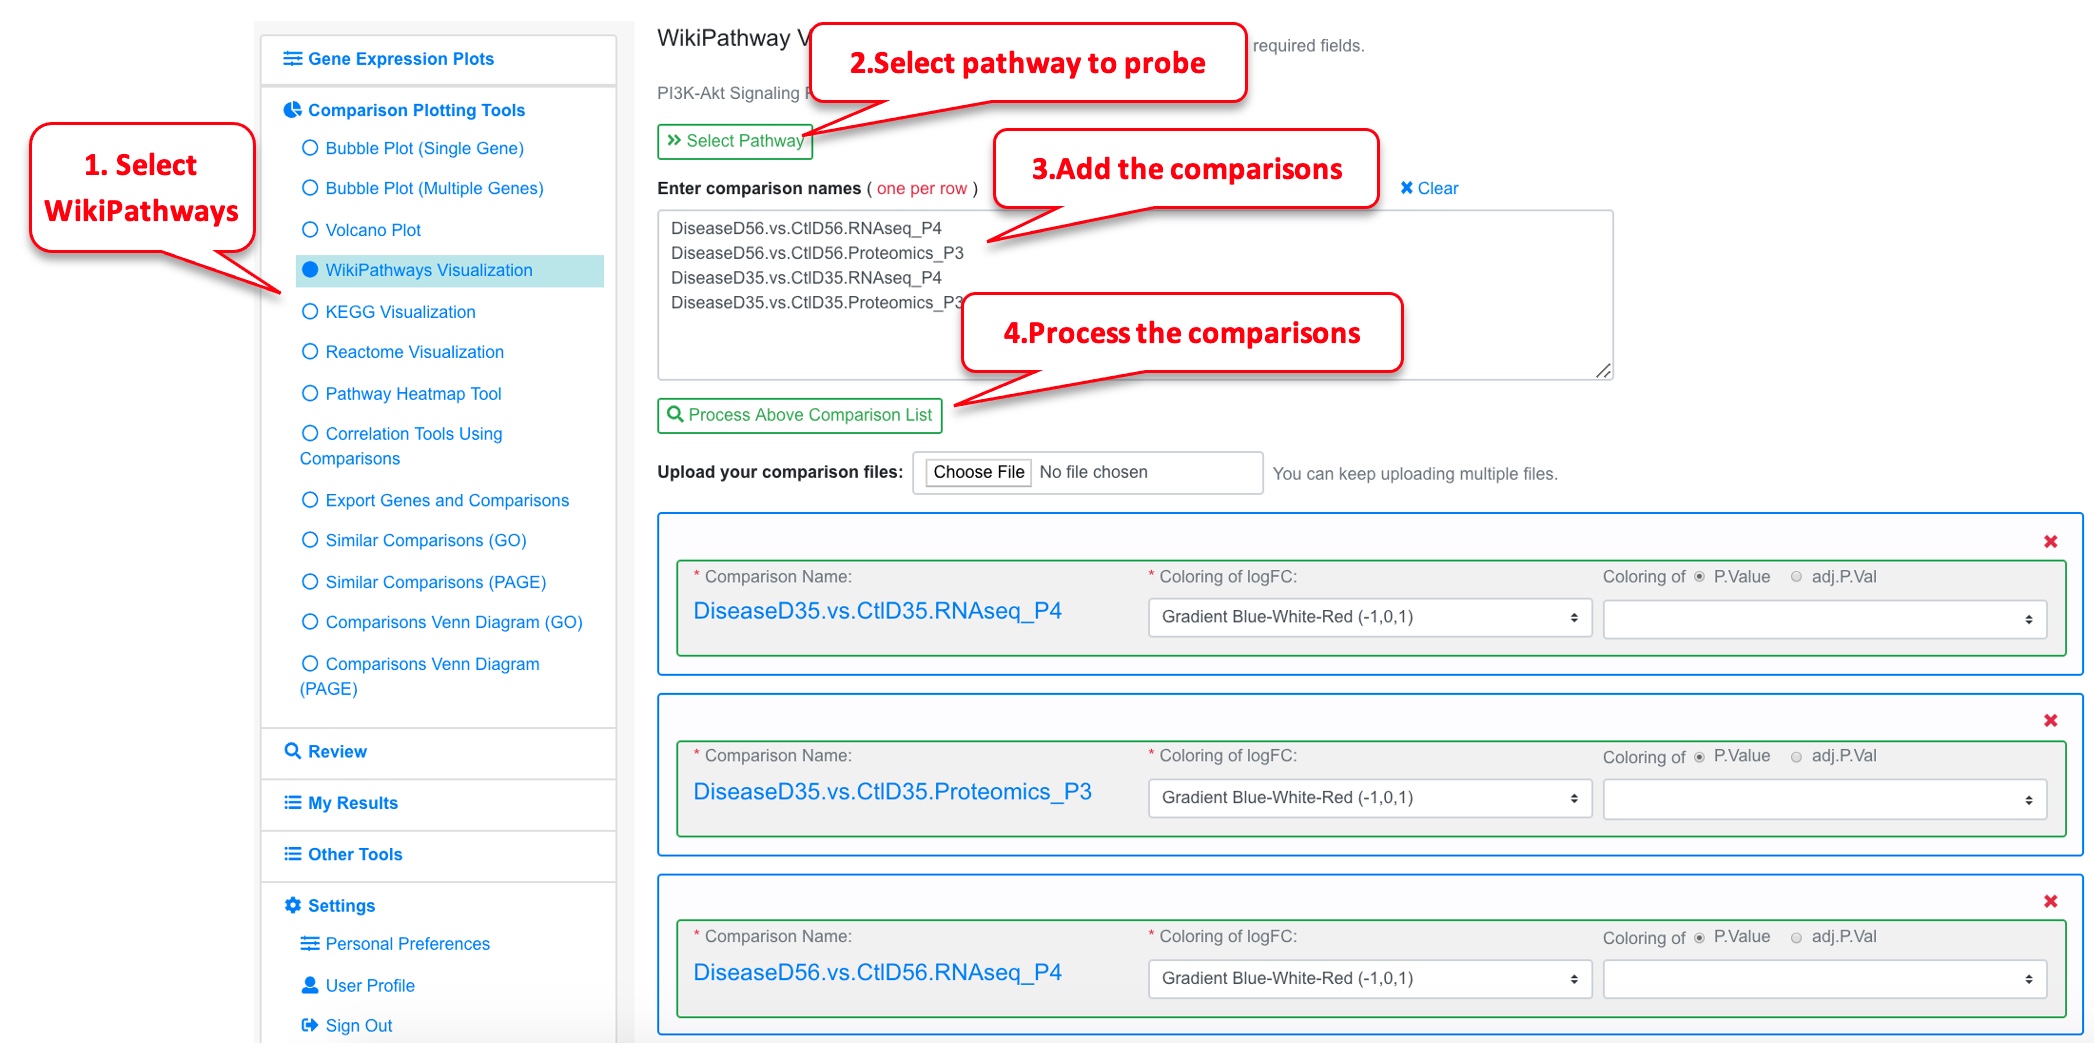 Gene Expression Plots
Comparison Plotting Tools
Bubble Plot (Single Gene)
Bubble Plot (Multiple Genes)
Volcano Plot
WikiPathways Visualization
KEGG Visualization
Reactome Visualization
Pathway Heatmap Tool
Correlation Tools Using
Comparisons
Export Genes and Comparisons
Similar Comparisons (GO)
Similar Comparisons (PAGE)
Comparisons Venn Diagram (GO)
Comparisons Venn Diagram
(PAGE)
Review
My Results
Other Tools
Settings
Personal Preferences
User Profile
Sign Out
1. Select
WikiPathways
WikiPathway
required fields.
2.Select pathway to probe
PI3K-Akt Signaling
Select Pathway
3.Add the comparisons
Enter comparison names ( one per row )
Clear
DiseaseD56.vs.CtlD56.RNAseq_P4
DiseaseD56.vs.CtlD56.Proteomics_P3
DiseaseD35.vs.CtlD35.RNAseq_P4
DiseaseD35.vs.CtlD35.Proteomics_P3
4.Process the comparisons
Process Above Comparison List
Upload your comparison files: Choose File No file chosen You can keep uploading multiple files.
* Comparison Name: * Coloring of logFC: Coloring of P.Value adj.P.Val
DiseaseD35.vs.CtlD35.RNAseq_P4 Gradient Blue-White-Red (-1,0,1)
* Comparison Name: * Coloring of logFC: Coloring of P.Value adj.P.Val
DiseaseD35.vs.CtlD35.Proteomics_P3 Gradient Blue-White-Red (-1,0,1)
* Comparison Name: * Coloring of logFC: Coloring of P.Value adj.P.Val
DiseaseD56.vs.CtlD56.RNAseq_P4 Gradient Blue-White-Red (-1,0,1)